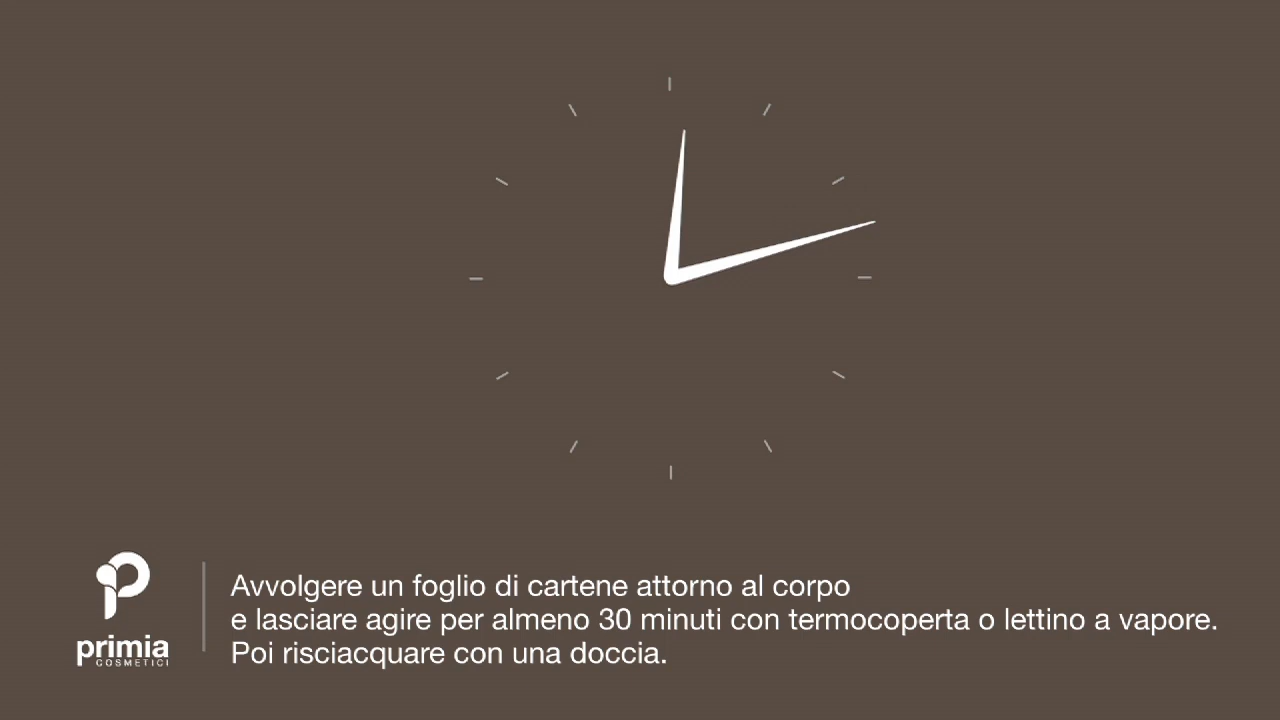 Avvolgere un foglio di cartene attorno al corpo
e lasciare agire per almeno 30 minuti con termocoperta o lettino a vapore.
Poi risciacquare con una doccia.
primia
COSMETICI